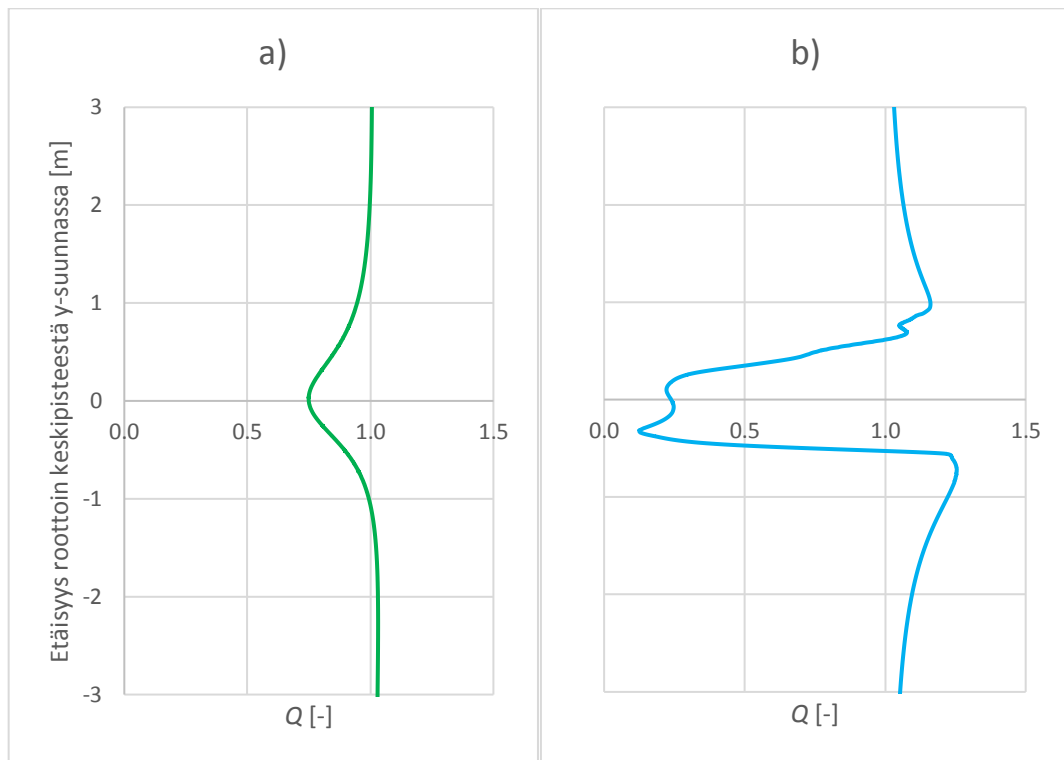 a)
b)
Etäisyys roottoin keskipisteestä y-suunnassa [m]
3
2
1
0
-1
-2
-3
0.0 0.5 1.0 1.5
0.0 0.5 1.0 1.5
Q [-]
Q [-]